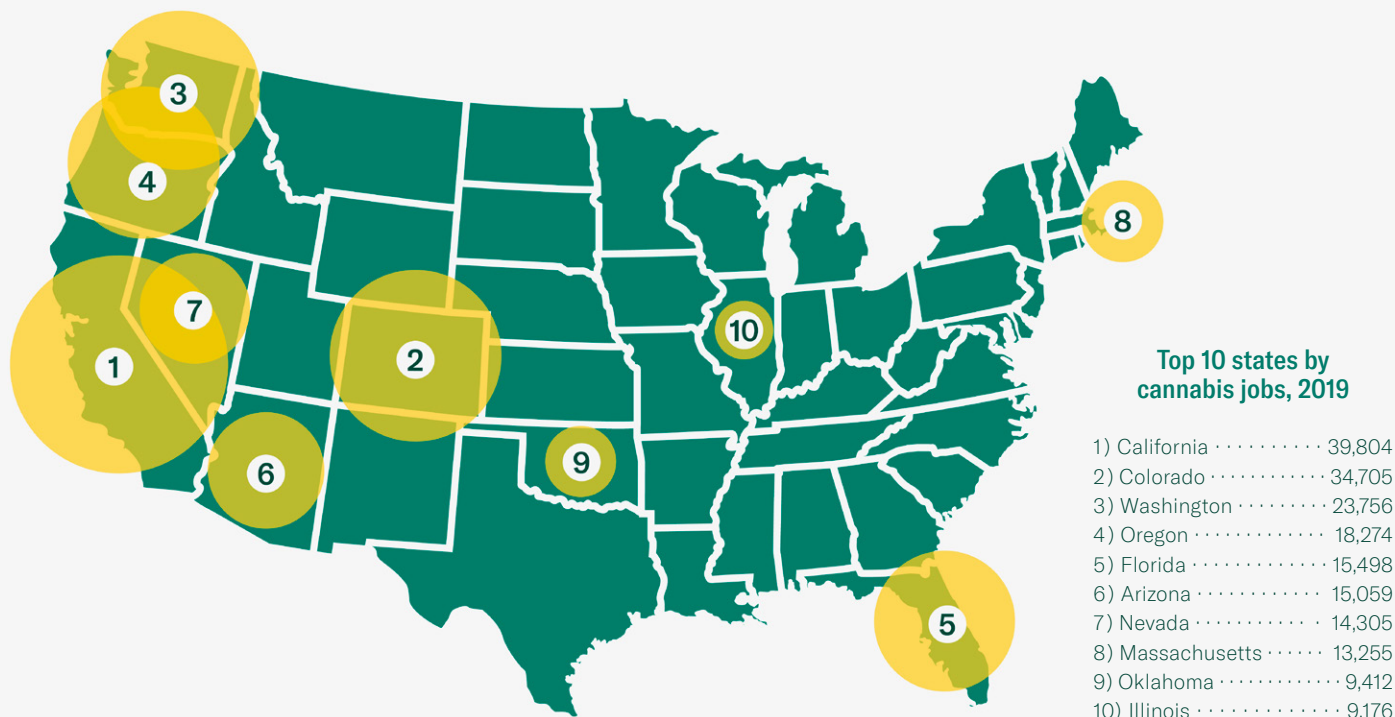 3
4
8
7
10
1
2
9
6
5
Top 10 states by
cannabis jobs, 2019
1) California ·········· 39,804
2) Colorado ············ 34,705
3) Washington ········· 23,756
4) Oregon ············· 18,274
5) Florida ············· 15,498
6) Arizona ············ 15,059
7) Nevada ············ 14,305
8) Massachusetts ······ 13,255
9) Oklahoma ············· 9,412
10) Illinois ·············· 9,176